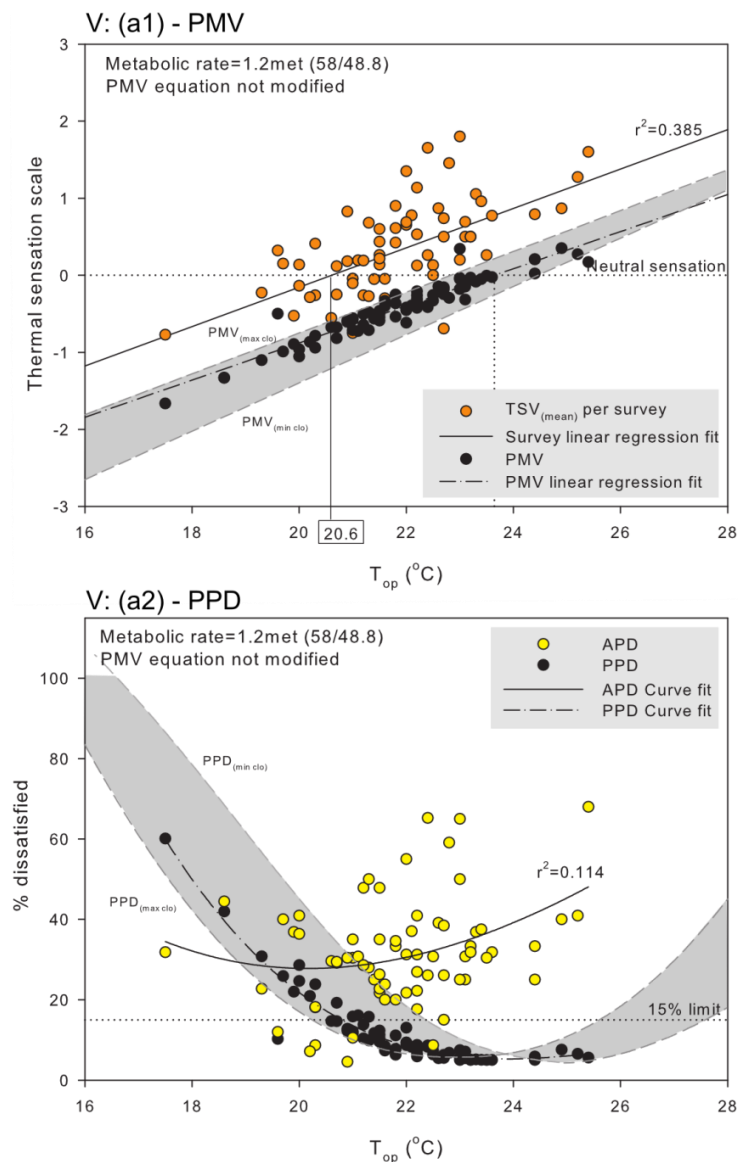 V: (a1) - PMV
Metabolic rate=1.2met (58/48.8)
PMV equation not modified
r²=0.385
Neutral sensation
PMV(max clo)
PMV(min clo)
TSV(mean) per survey
Survey linear regression fit
PMV
PMV linear regression fit
Thermal sensation scale
3
2
1
0
-1
-2
-3
16 18 20 22 24 26 28
20.6
Top (°C)
V: (a2) - PPD
Metabolic rate=1.2met (58/48.8)
PMV equation not modified
APD
PPD
APD Curve fit
PPD Curve fit
PPD(min clo)
PPD(max clo)
r²=0.114
15% limit
% dissatisfied
100
80
60
40
20
0
16 18 20 22 24 26 28
Top (°C)